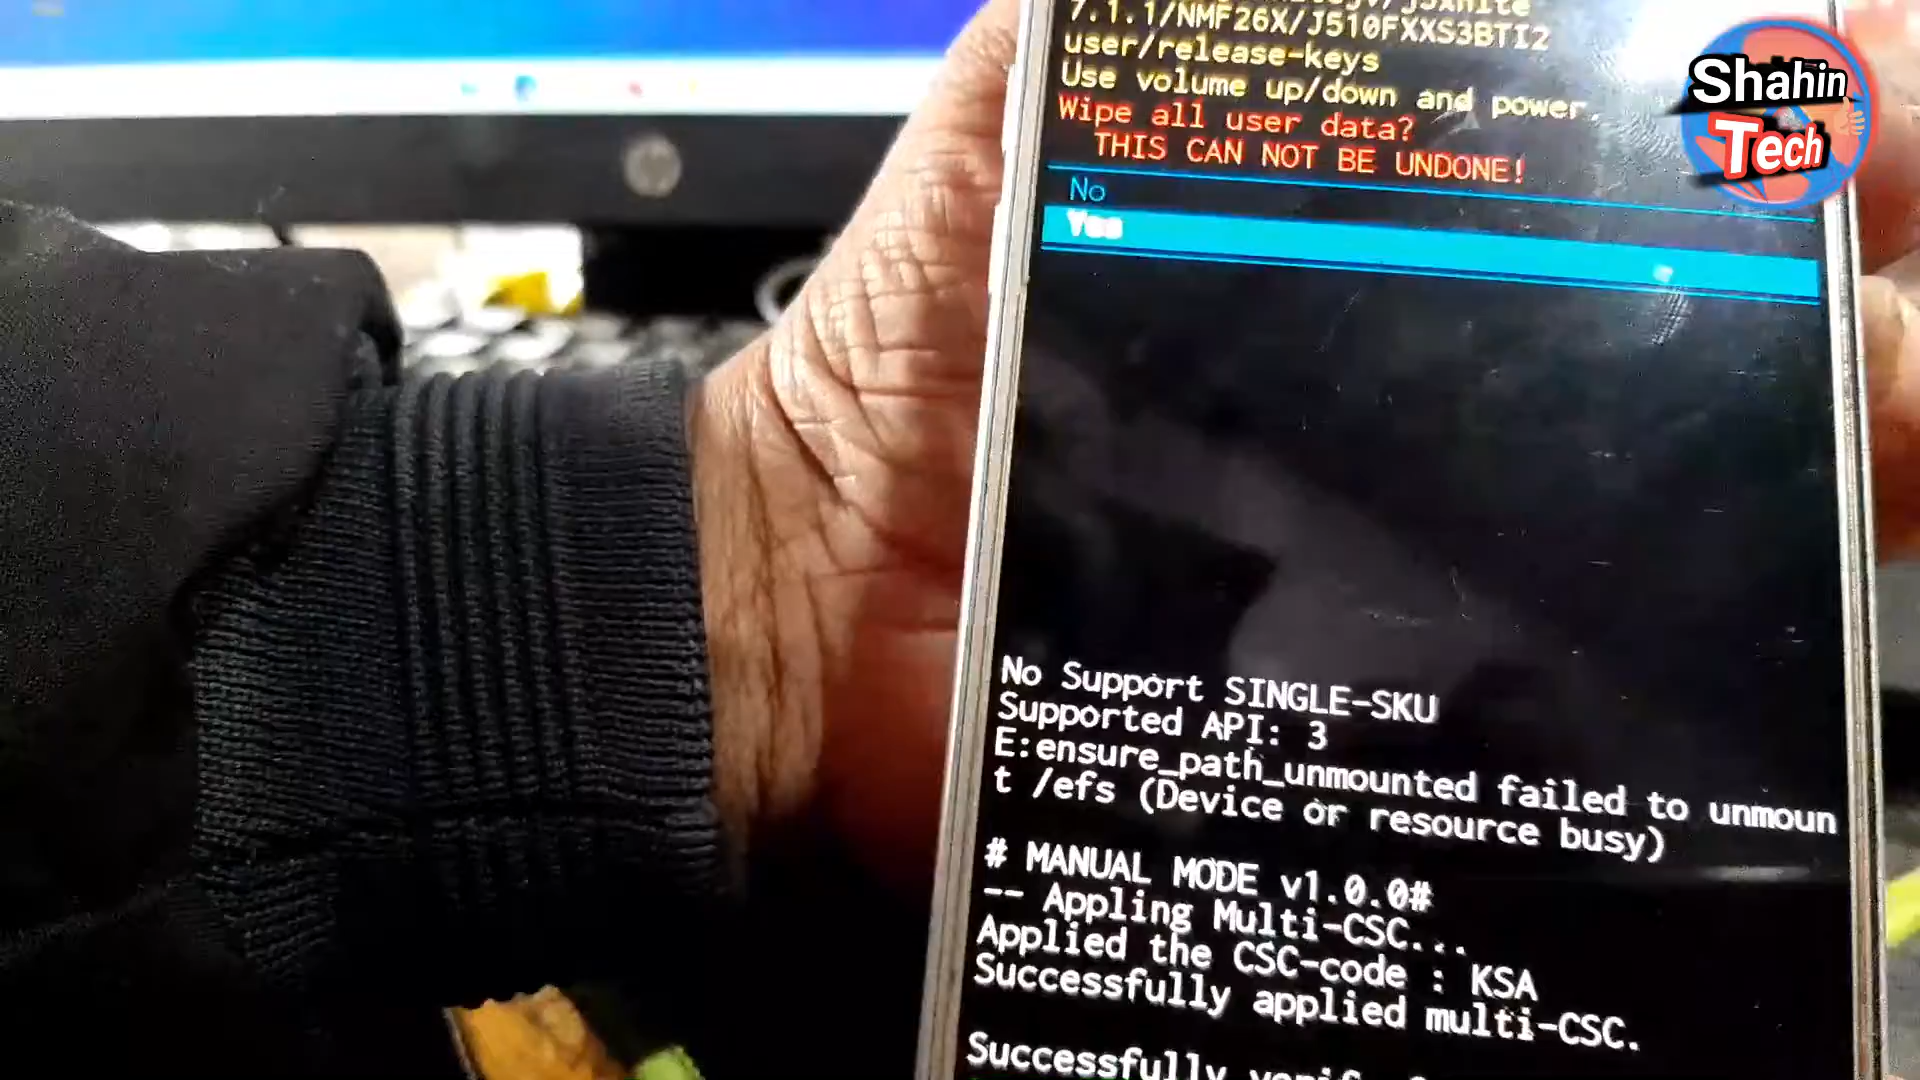 7.1.1/NMF26X/J510FXXS3BTI2
user/release-keys
Use volume up/down and power.
Wipe all user data?
THIS CAN NOT BE UNDONE!
No
Yes
No Support SINGLE-SKU
Supported API: 3
E:ensure_path_unmounted failed to unmoun
t /efs (Device or resource busy)
# MANUAL MODE v1.0.0#
-- Appling Multi-CSC...
Applied the CSC-code : KSA
Successfully applied multi-CSC.
Successfully
Shahin
Tech
hp